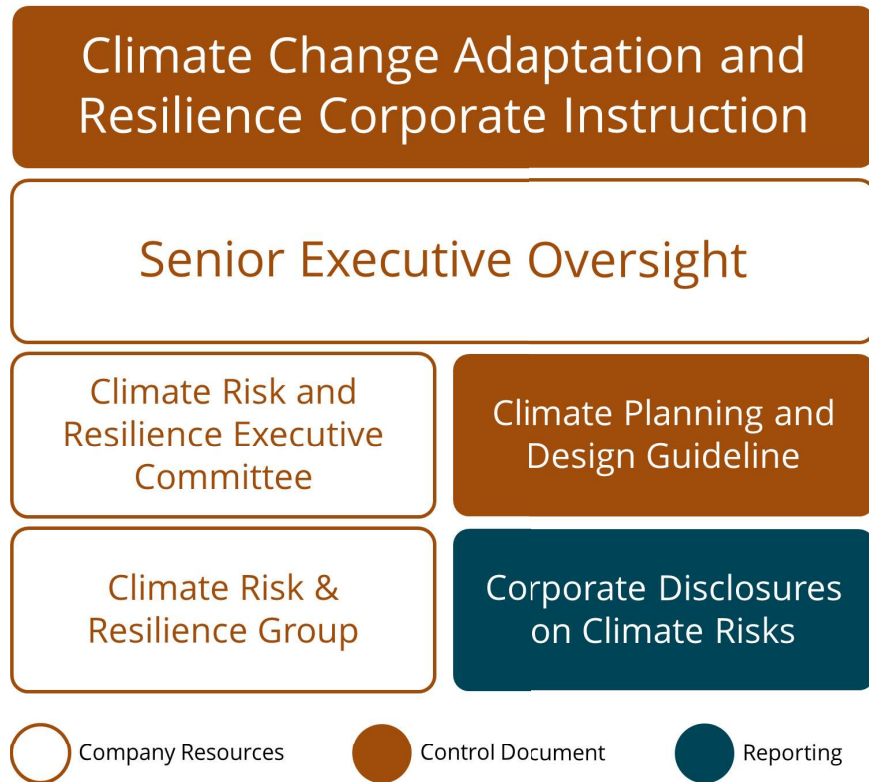 Climate Change Adaptation and
Resilience Corporate Instruction
Senior Executive Oversight
Climate Risk and
Resilience Executive
Committee
Climate Planning and
Design Guideline
Climate Risk &
Resilience Group
Corporate Disclosures
on Climate Risks
Company Resources
Control Document
Reporting